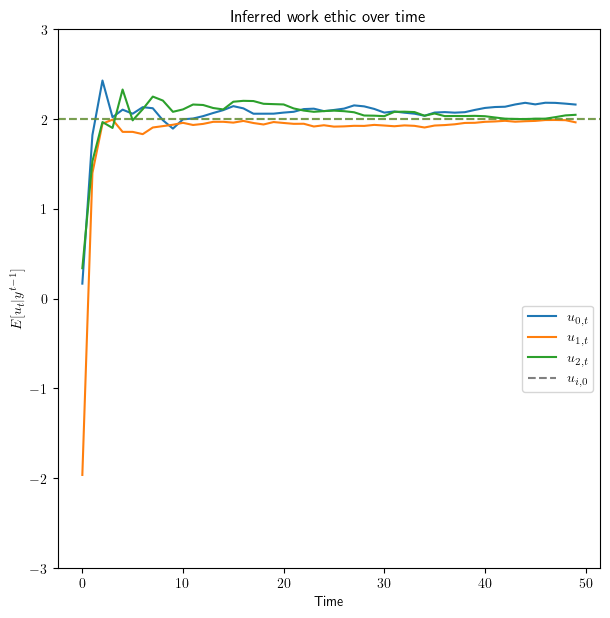 Inferred work ethic over time
3
2
1
0
−1
−2
−3
E[u_t|y^{t−1}]
0
10
20
30
40
50
Time
u_{0,t}
u_{1,t}
u_{2,t}
u_{i,0}